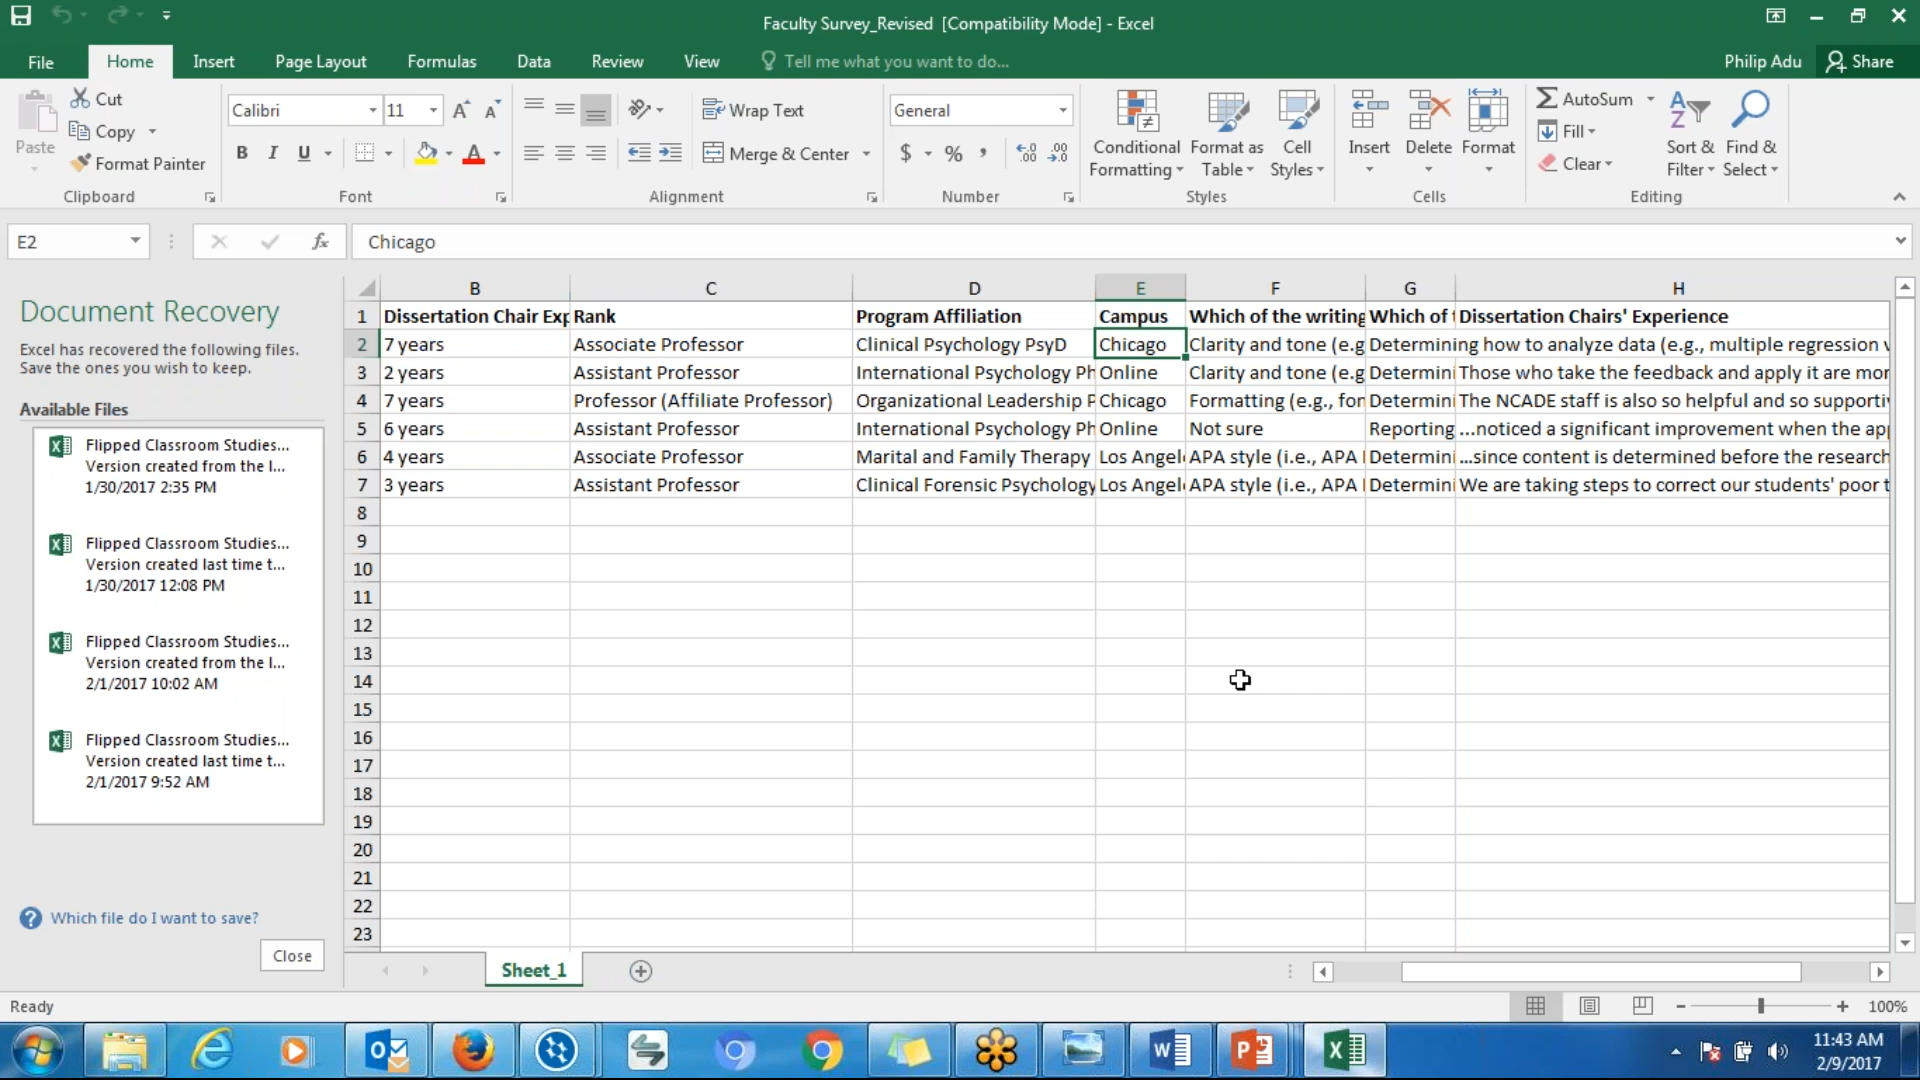 Faculty Survey_Revised [Compatibility Mode] - Excel
File Home Insert Page Layout Formulas Data Review View Tell me what you want to do... Philip Adu Share
Cut
Copy
Format Painter
Paste
Clipboard
Calibri 11
B I U
Font
Wrap Text
Merge & Center
Alignment
General
$ % ,
Number
Conditional Formatting
Format as Table
Cell Styles
Styles
Insert Delete Format
Cells
AutoSum
Fill
Clear
Sort & Filter
Find & Select
Editing
E2 fx Chicago
Document Recovery
Excel has recovered the following files.
Save the ones you wish to keep.
Available Files
Flipped Classroom Studies...
Version created from the l...
1/30/2017 2:35 PM
Flipped Classroom Studies...
Version created last time t...
1/30/2017 12:08 PM
Flipped Classroom Studies...
Version created from the l...
2/1/2017 10:02 AM
Flipped Classroom Studies...
Version created last time t...
2/1/2017 9:52 AM
Which file do I want to save?
Close
B C D E F G H
1 Dissertation Chair Exp Rank Program Affiliation Campus Which of the writing Which of t Dissertation Chairs' Experience
2 7 years Associate Professor Clinical Psychology PsyD Chicago Clarity and tone (e.g Determining how to analyze data (e.g., multiple regression v
3 2 years Assistant Professor International Psychology Ph Online Clarity and tone (e.g Determini Those who take the feedback and apply it are mor
4 7 years Professor (Affiliate Professor) Organizational Leadership P Chicago Formatting (e.g., fon Determini The NCADE staff is also so helpful and so supporti
5 6 years Assistant Professor International Psychology Ph Online Not sure Reporting ...noticed a significant improvement when the ap
6 4 years Associate Professor Marital and Family Therapy Los Angel APA style (i.e., APA Determini ...since content is determined before the research
7 3 years Assistant Professor Clinical Forensic Psychology Los Angel APA style (i.e., APA Determini We are taking steps to correct our students' poor t
8
9
10
11
12
13
14
15
16
17
18
19
20
21
22
23
Sheet_1
Ready 100%
11:43 AM
2/9/2017